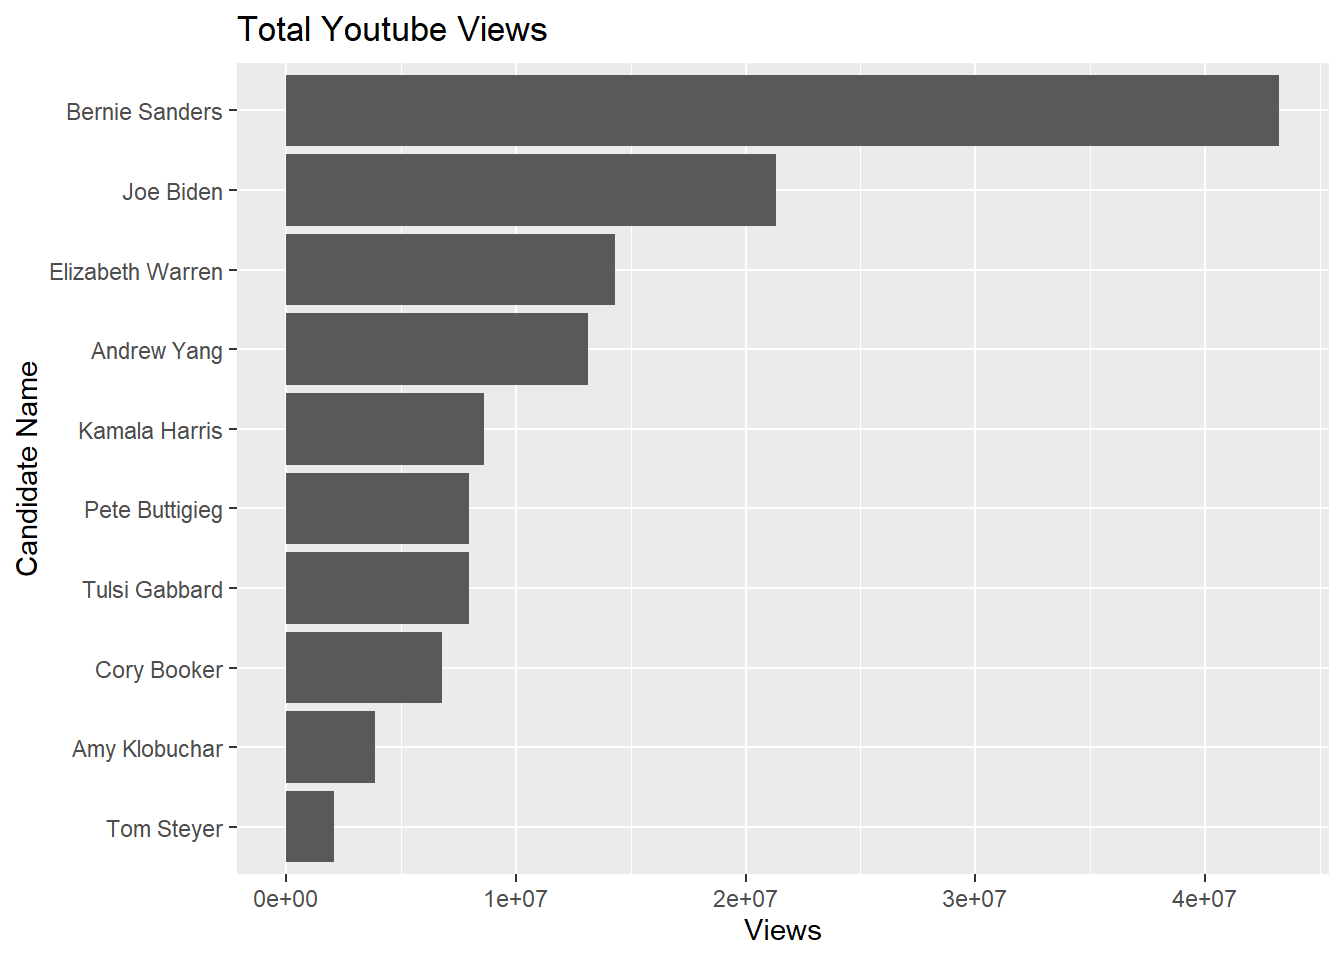 Total Youtube Views
Bernie Sanders
Joe Biden
Elizabeth Warren
Andrew Yang
Kamala Harris
Pete Buttigieg
Tulsi Gabbard
Cory Booker
Amy Klobuchar
Tom Steyer
Candidate Name
0e+00 1e+07 2e+07 3e+07 4e+07
Views